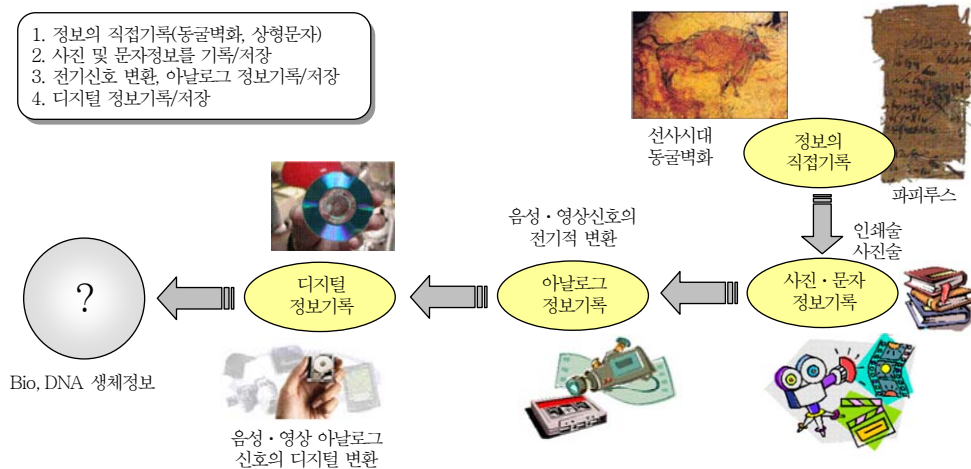 1. 정보의 직접기록(동굴벽화, 상형문자)
2. 사진 및 문자정보를 기록/저장
3. 전기신호 변환, 아날로그 정보기록/저장
4. 디지털 정보기록/저장
선사시대
동굴벽화
정보의
직접기록
파피루스
인쇄술
사진술
사진·문자
정보기록
음성·영상신호의
전기적 변환
아날로그
정보기록
디지털
정보기록
음성·영상 아날로그
신호의 디지털 변환
?
Bio, DNA 생체정보